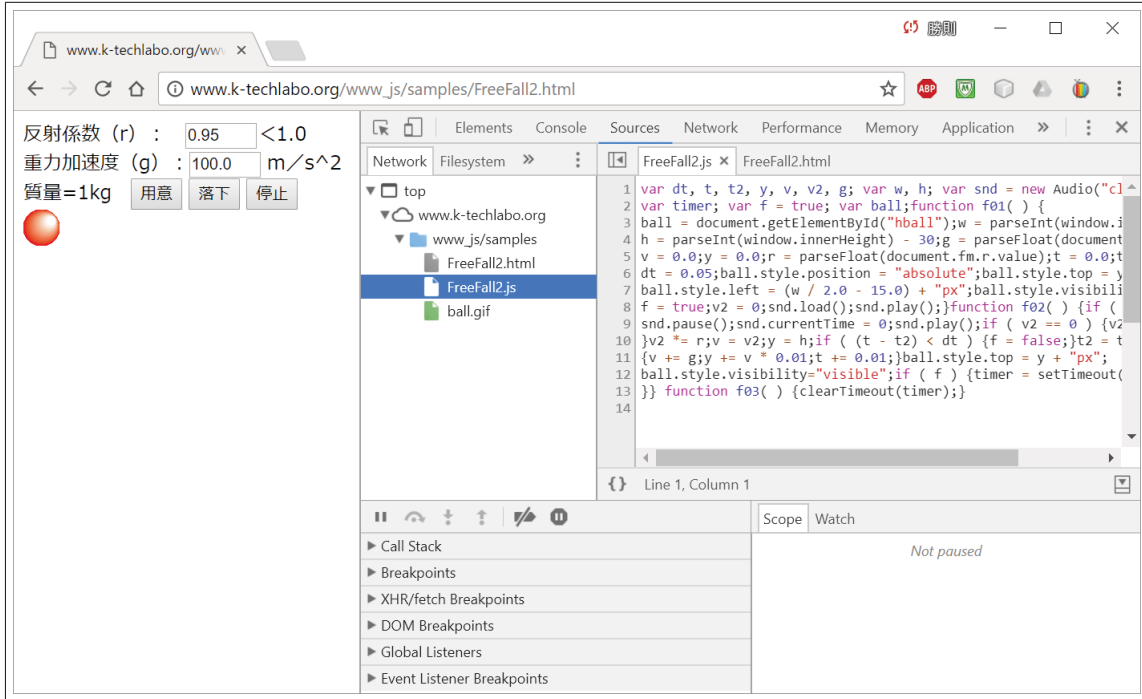 勝則
www.k-techlabo.org/www
www.k-techlabo.org/www_js/samples/FreeFall2.html
ABP
反射係数（r）： 0.95 <1.0
重力加速度（g）：100.0 m／s^2
質量=1kg 用意 落下 停止
Elements Console Sources Network Performance Memory Application »
Network Filesystem »
top
www.k-techlabo.org
www_js/samples
FreeFall2.html
FreeFall2.js
ball.gif
FreeFall2.js × FreeFall2.html
1 var dt, t, t2, y, v, v2, g; var w, h; var snd = new Audio("cl
2 var timer; var f = true; var ball;function f01( ) {
3 ball = document.getElementById("hball");w = parseInt(window.i
4 h = parseInt(window.innerHeight) - 30;g = parseFloat(document
5 v = 0.0;y = 0.0;r = parseFloat(document.fm.r.value);t = 0.0;t
6 dt = 0.05;ball.style.position = "absolute";ball.style.top = y
7 ball.style.left = (w / 2.0 - 15.0) + "px";ball.style.visibili
8 f = true;v2 = 0;snd.load();snd.play();}function f02( ) {if (
9 snd.pause();snd.currentTime = 0;snd.play();if ( v2 == 0 ) {v2
10 }v2 *= r;v = v2;y = h;if ( (t - t2) < dt ) {f = false;}t2 = t
11 {v += g;y += v * 0.01;t += 0.01;}ball.style.top = y + "px";
12 ball.style.visibility="visible";if ( f ) {timer = setTimeout(
13 }} function f03( ) {clearTimeout(timer);}
14
{} Line 1, Column 1
Call Stack
Breakpoints
XHR/fetch Breakpoints
DOM Breakpoints
Global Listeners
Event Listener Breakpoints
Scope Watch
Not paused